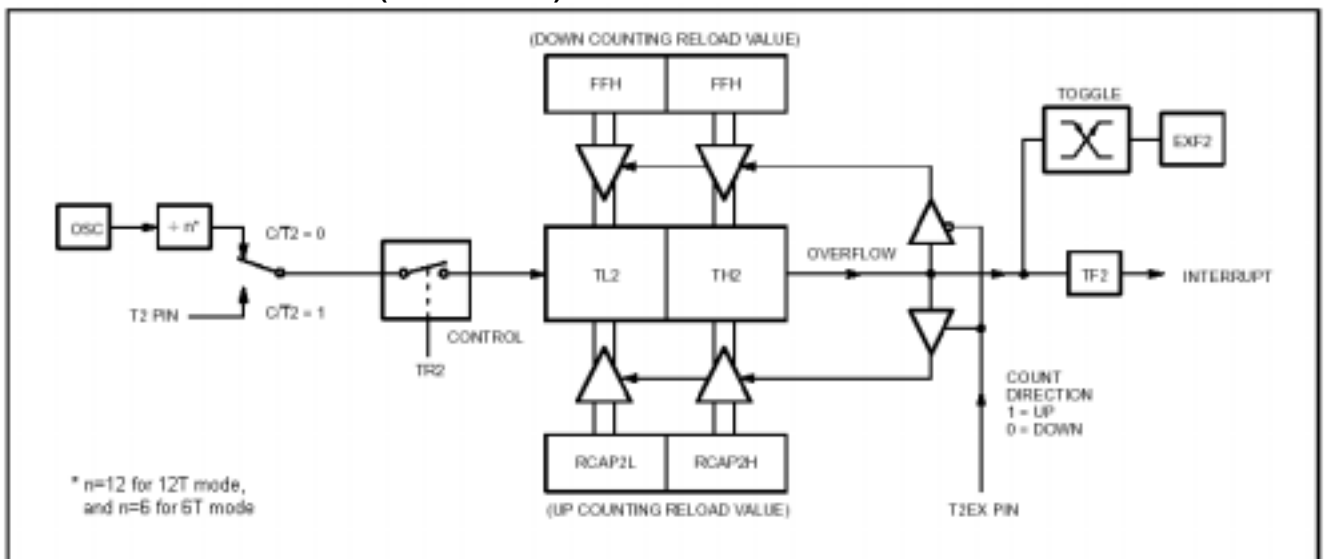 (DOWN COUNTING RELOAD VALUE)
FFH
FFH
TOGGLE
EXF2
OSC
÷ n*
C/T2 = 0
TL2
TH2
OVERFLOW
TF2
INTERRUPT
T2 PIN
C/T2 = 1
CONTROL
TR2
COUNT
DIRECTION
1 = UP
0 = DOWN
RCAP2L
RCAP2H
* n=12 for 12T mode,
and n=6 for 6T mode
(UP COUNTING RELOAD VALUE)
T2EX PIN